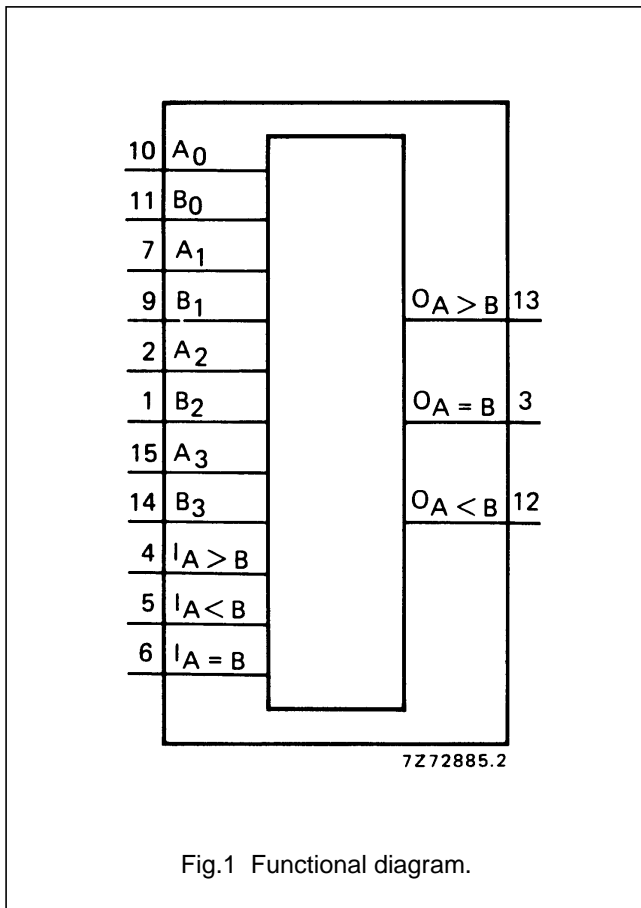 10 A0
11 B0
7 A1
9 B1
2 A2
1 B2
15 A3
14 B3
4 IA > B
5 IA < B
6 IA = B
OA > B 13
OA = B 3
OA < B 12
7Z72885.2
Fig.1 Functional diagram.